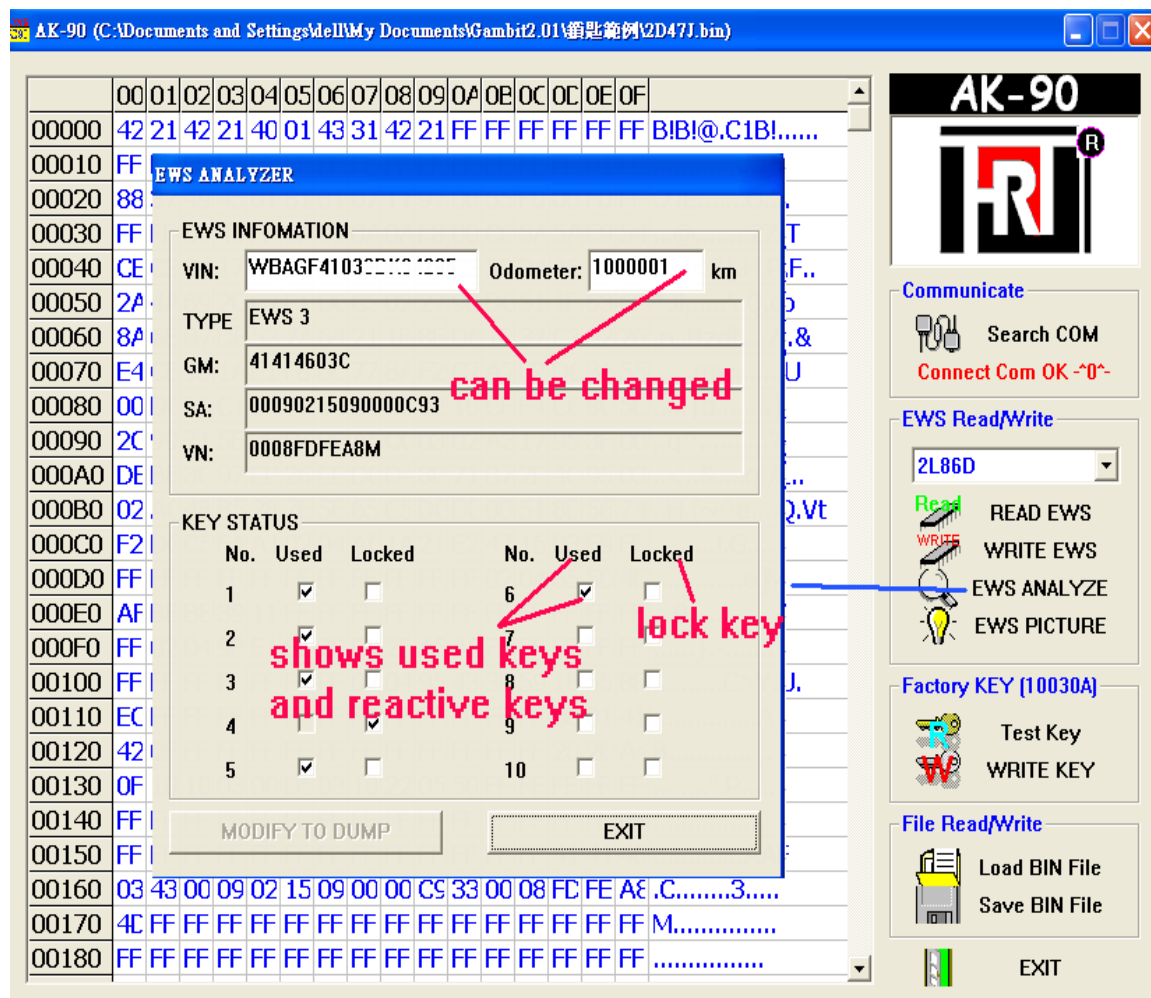 AK-90 (C:\Documents and Settings\dell\My Documents\Gambit2.01\鑰匙範例\2D47J.bin)
00 01 02 03 04 05 06 07 08 09 0A 0B 0C 0D 0E 0F
00000 42 21 42 21 40 01 43 31 42 21 FF FF FF FF FF FF B!B!@.C1B!......
00010 FF
00020 88
00030 FF T
00040 CE F..
00050 2A
00060 8A .&
00070 E4 U
00080 00
00090 2C
000A0 DE ..
000B0 02 Q.Vt
000C0 F2
000D0 FF
000E0 AF
000F0 FF
00100 FF J.
00110 EC
00120 42
00130 0F
00140 FF
00150 FF
00160 03 43 00 09 02 15 09 00 00 C9 33 00 08 FD FE A8 .C........3.....
00170 4D FF FF FF FF FF FF FF FF FF FF FF FF FF FF FF M...............
00180 FF FF FF FF FF FF FF FF FF FF FF FF FF FF FF FF ................
EWS ANALYZER
EWS INFOMATION
VIN: WBAGF4103 Odometer: 1000001 km
TYPE EWS 3
GM: 41414603C
can be changed
SA: 00090215090000C93
VN: 0008FDFEA8M
KEY STATUS
No. Used Locked No. Used Locked
1 6
2 7
3 8
4 9
5 10
lock key
shows used keys
and reactive keys
MODIFY TO DUMP EXIT
AK-90
HR
R
Communicate
Search COM
Connect Com OK -^0^-
EWS Read/Write
2L86D
Read READ EWS
WRITE WRITE EWS
EWS ANALYZE
EWS PICTURE
Factory KEY (10030A)
R Test Key
W WRITE KEY
File Read/Write
Load BIN File
Save BIN File
EXIT